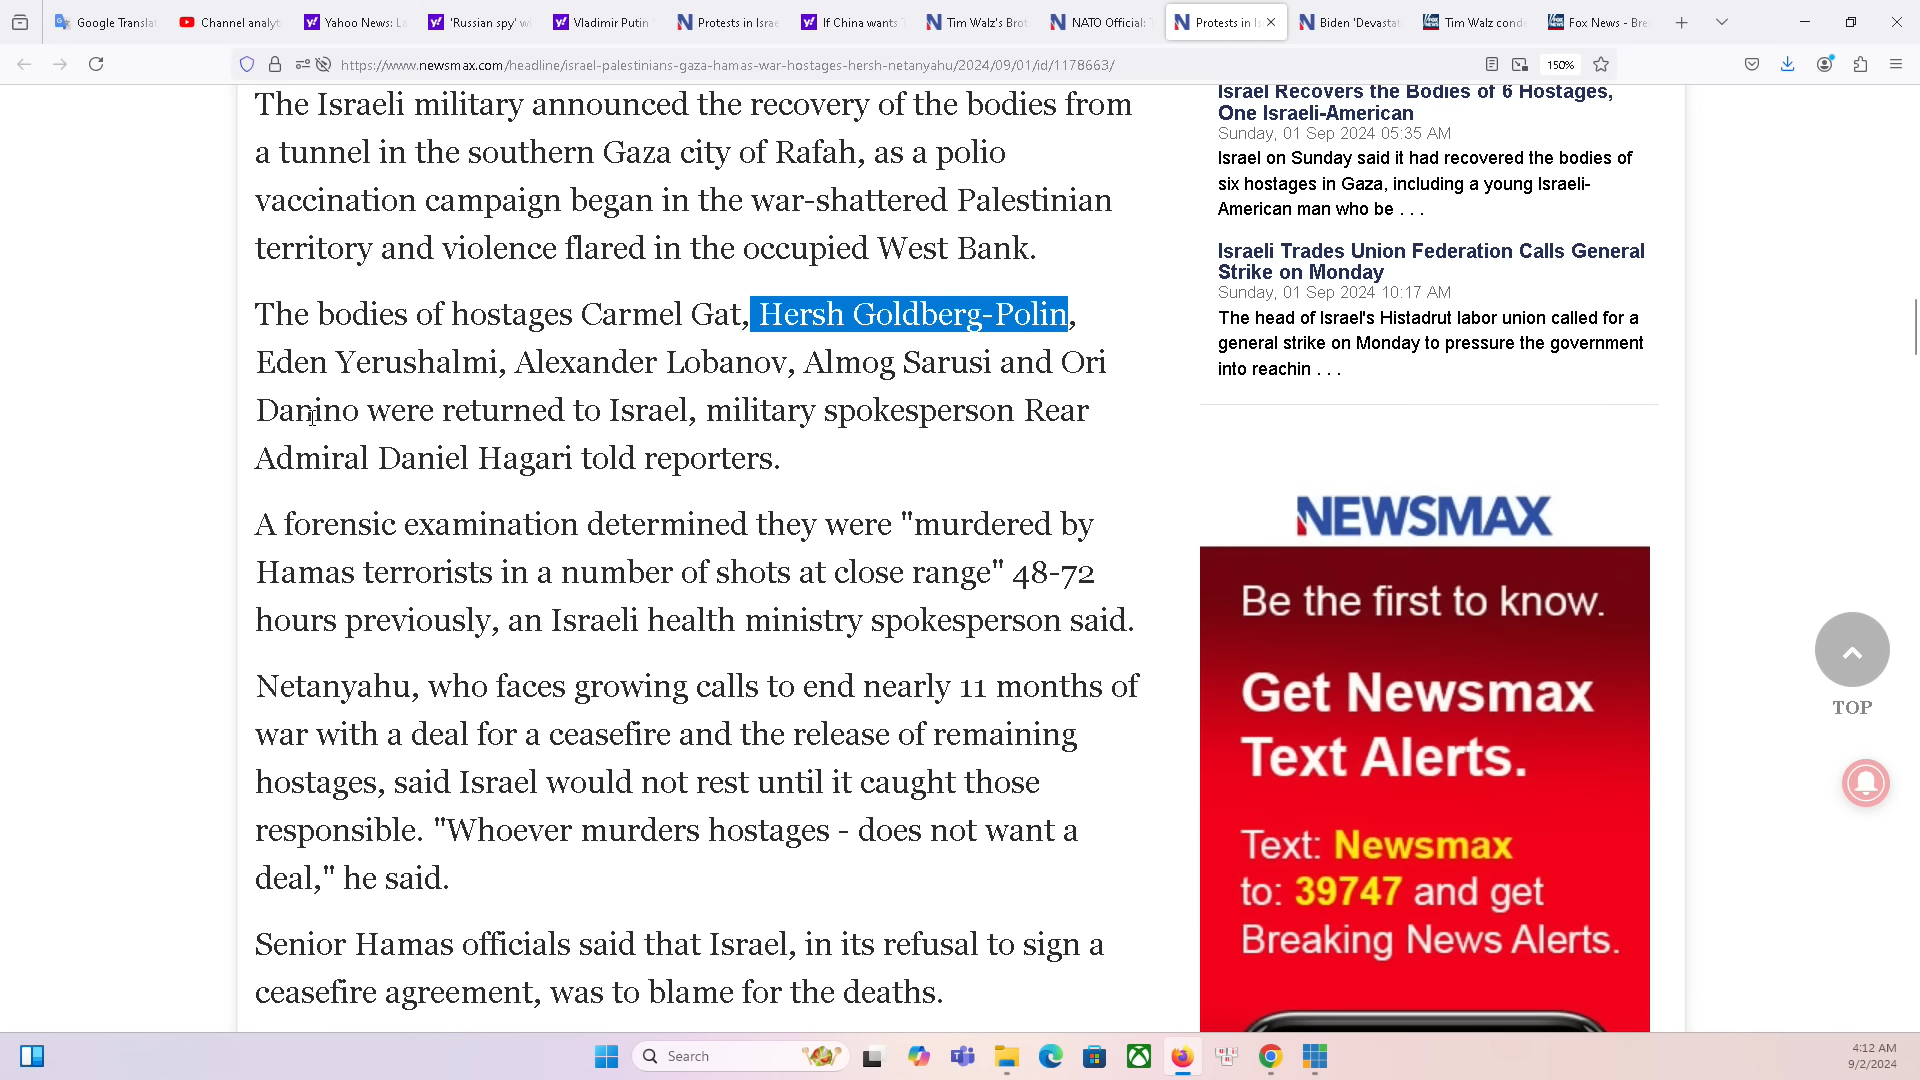 Google Translat
Channel analyt
Yahoo News: La
'Russian spy' w
Vladimir Putin
Protests in Israe
If China wants T
Tim Walz's Brot
NATO Official: T
Protests in Is
Biden 'Devastat
Tim Walz cond
Fox News - Bre
https://www.newsmax.com/headline/israel-palestinians-gaza-hamas-war-hostages-hersh-netanyahu/2024/09/01/id/1178663/
150%
The Israeli military announced the recovery of the bodies from
a tunnel in the southern Gaza city of Rafah, as a polio
vaccination campaign began in the war-shattered Palestinian
territory and violence flared in the occupied West Bank.
The bodies of hostages Carmel Gat, Hersh Goldberg-Polin,
Eden Yerushalmi, Alexander Lobanov, Almog Sarusi and Ori
Danino were returned to Israel, military spokesperson Rear
Admiral Daniel Hagari told reporters.
A forensic examination determined they were "murdered by
Hamas terrorists in a number of shots at close range" 48-72
hours previously, an Israeli health ministry spokesperson said.
Netanyahu, who faces growing calls to end nearly 11 months of
war with a deal for a ceasefire and the release of remaining
hostages, said Israel would not rest until it caught those
responsible. "Whoever murders hostages - does not want a
deal," he said.
Senior Hamas officials said that Israel, in its refusal to sign a
ceasefire agreement, was to blame for the deaths.
Israel Recovers the Bodies of 6 Hostages,
One Israeli-American
Sunday, 01 Sep 2024 05:35 AM
Israel on Sunday said it had recovered the bodies of
six hostages in Gaza, including a young Israeli-
American man who be . . .
Israeli Trades Union Federation Calls General
Strike on Monday
Sunday, 01 Sep 2024 10:17 AM
The head of Israel's Histadrut labor union called for a
general strike on Monday to pressure the government
into reachin . . .
NEWSMAX
Be the first to know.
Get Newsmax
Text Alerts.
Text: Newsmax
to: 39747 and get
Breaking News Alerts.
TOP
Search
4:12 AM
9/2/2024